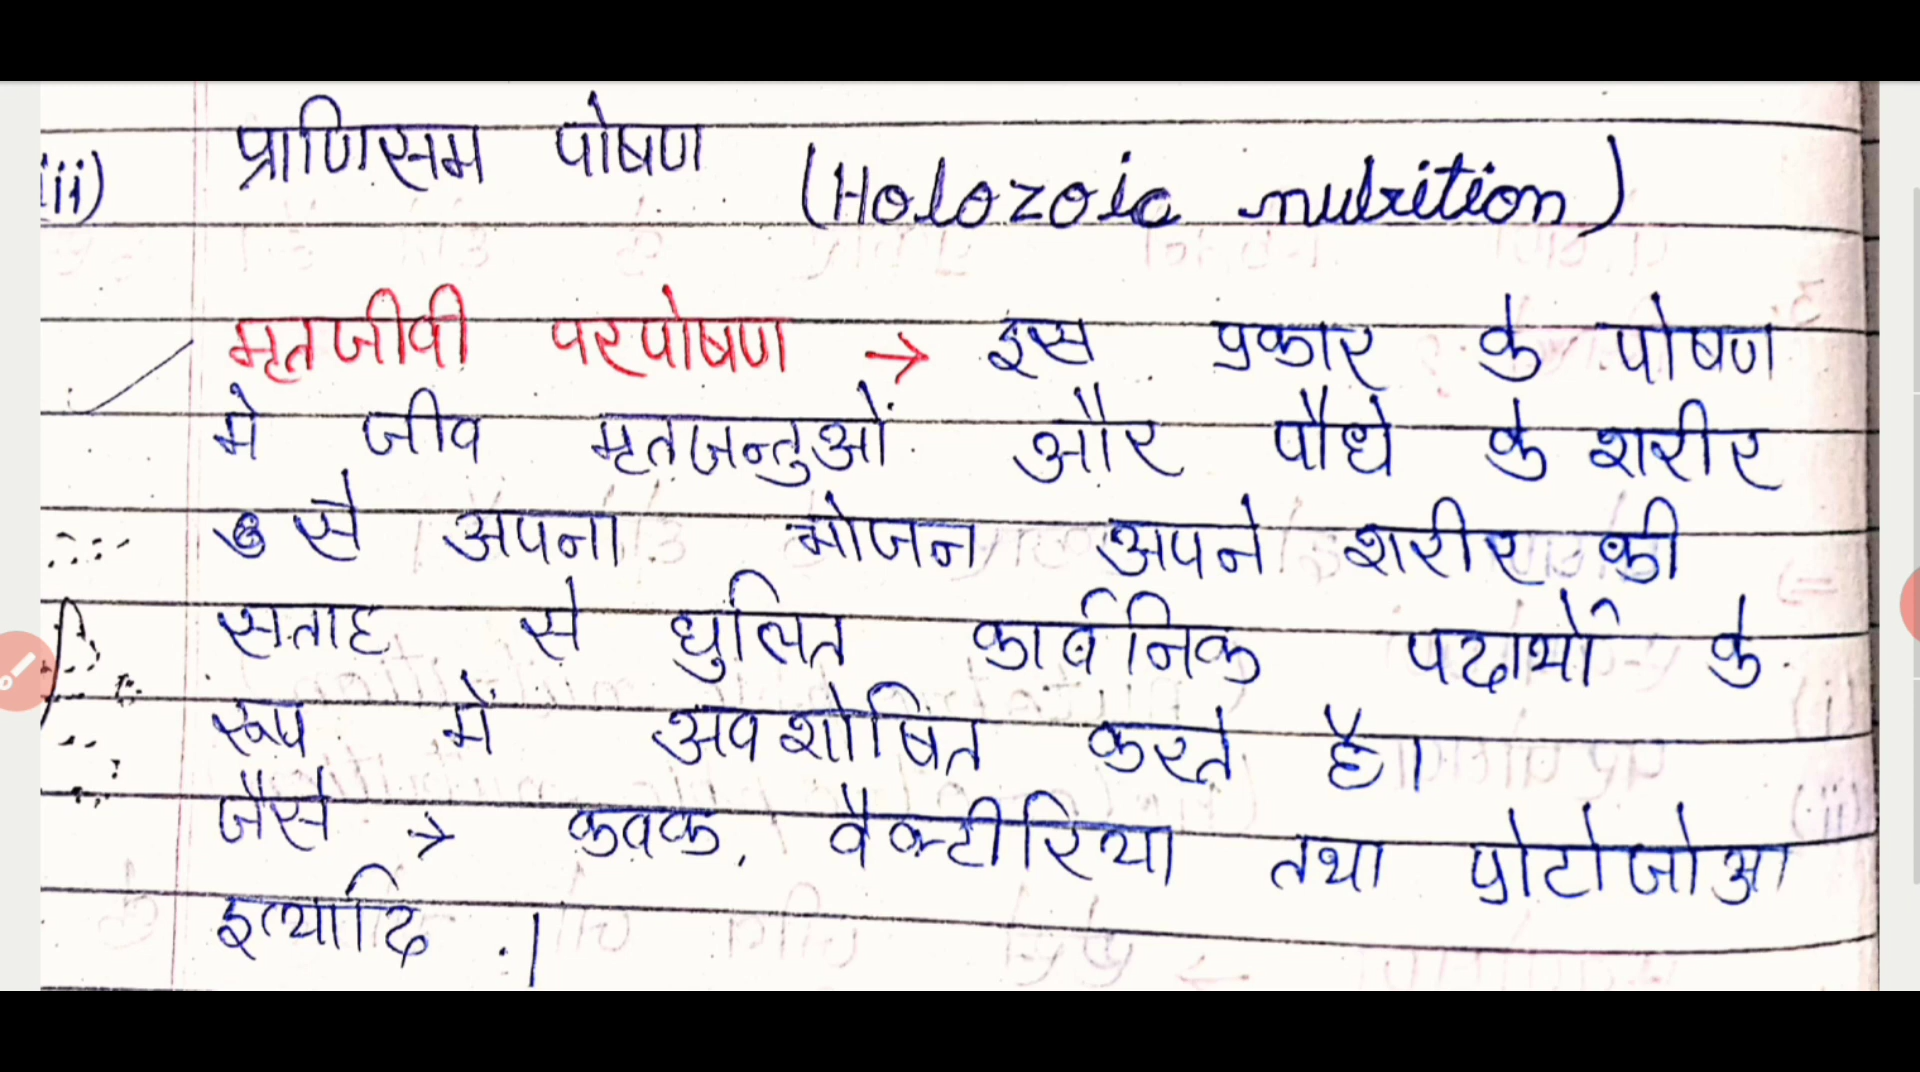 iii) प्राणिसम पोषण (Holozoic nutrition)
मृतजीवी परपोषण → इस प्रकार के पोषण
मे जीव मृतजन्तुओं और पौधे के शरीर
से अपना भोजन अपने शरीर की
सताह से घुलित कार्बनिक पदार्थो के
रूप में अवशोषित करते है।
जैसे → कवक, वैक्टीरिया तथा प्रोटोजोआ
इत्यादि ।